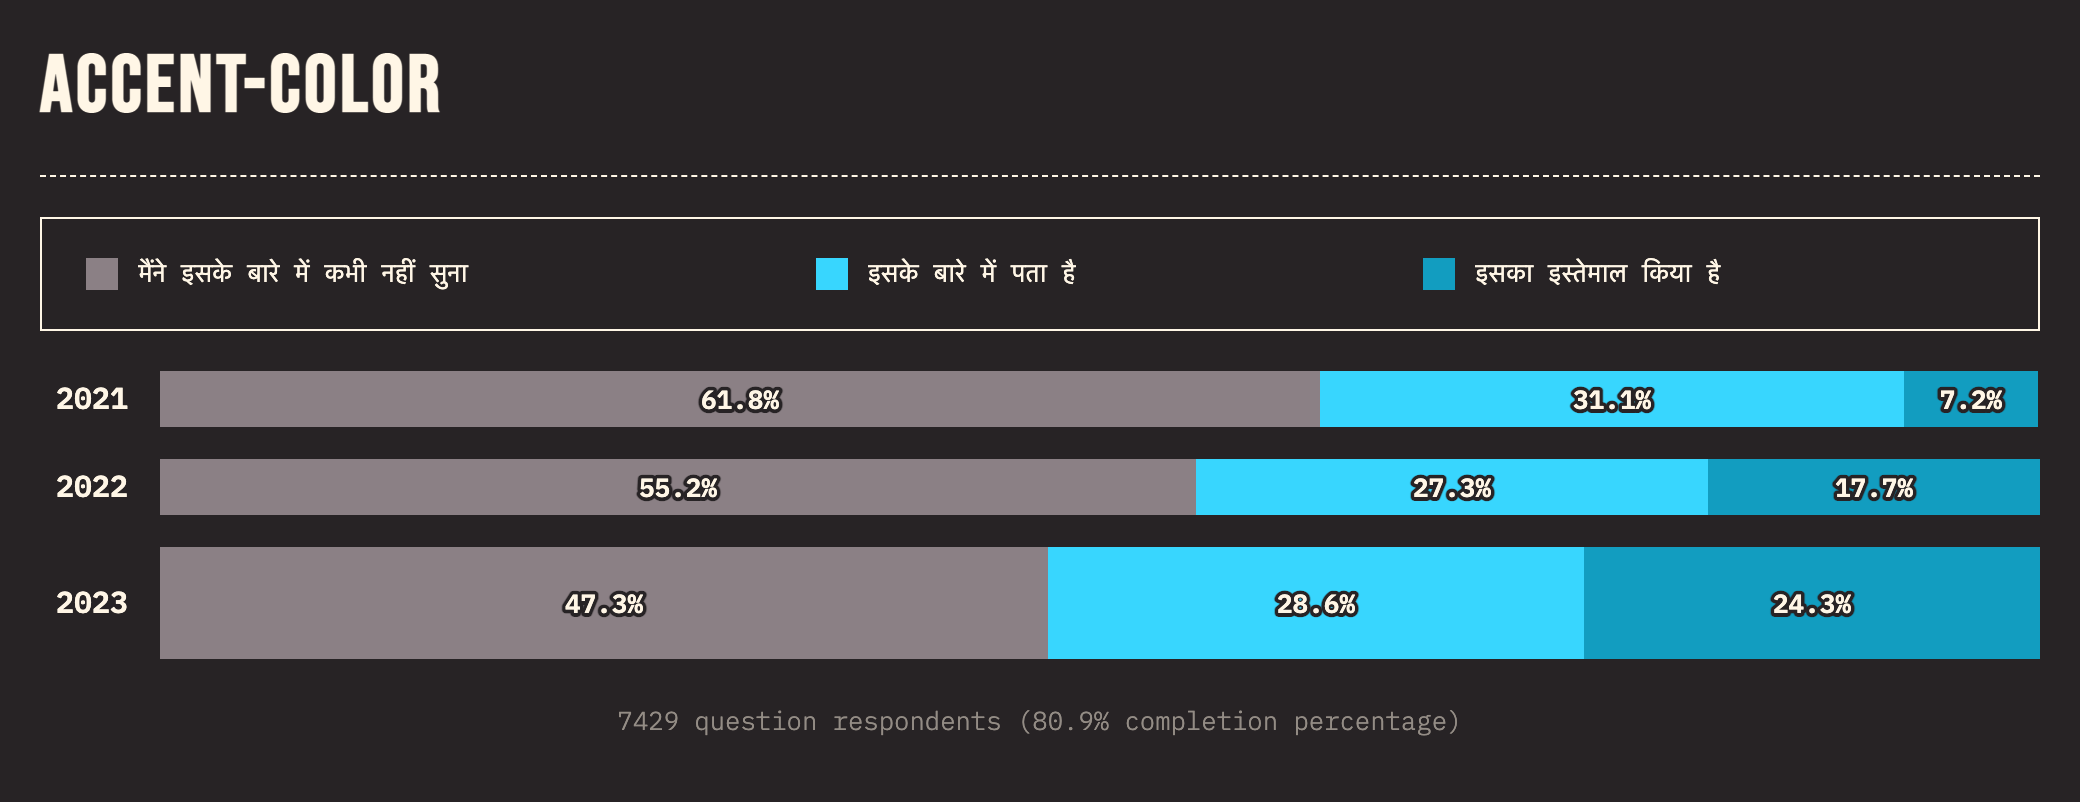 ACCENT-COLOR
मैंने इसके बारे में कभी नहीं सुना
इसके बारे में पता है
इसका इस्तेमाल किया है
2021 61.8% 31.1% 7.2%
2022 55.2% 27.3% 17.7%
2023 47.3% 28.6% 24.3%
7429 question respondents (80.9% completion percentage)